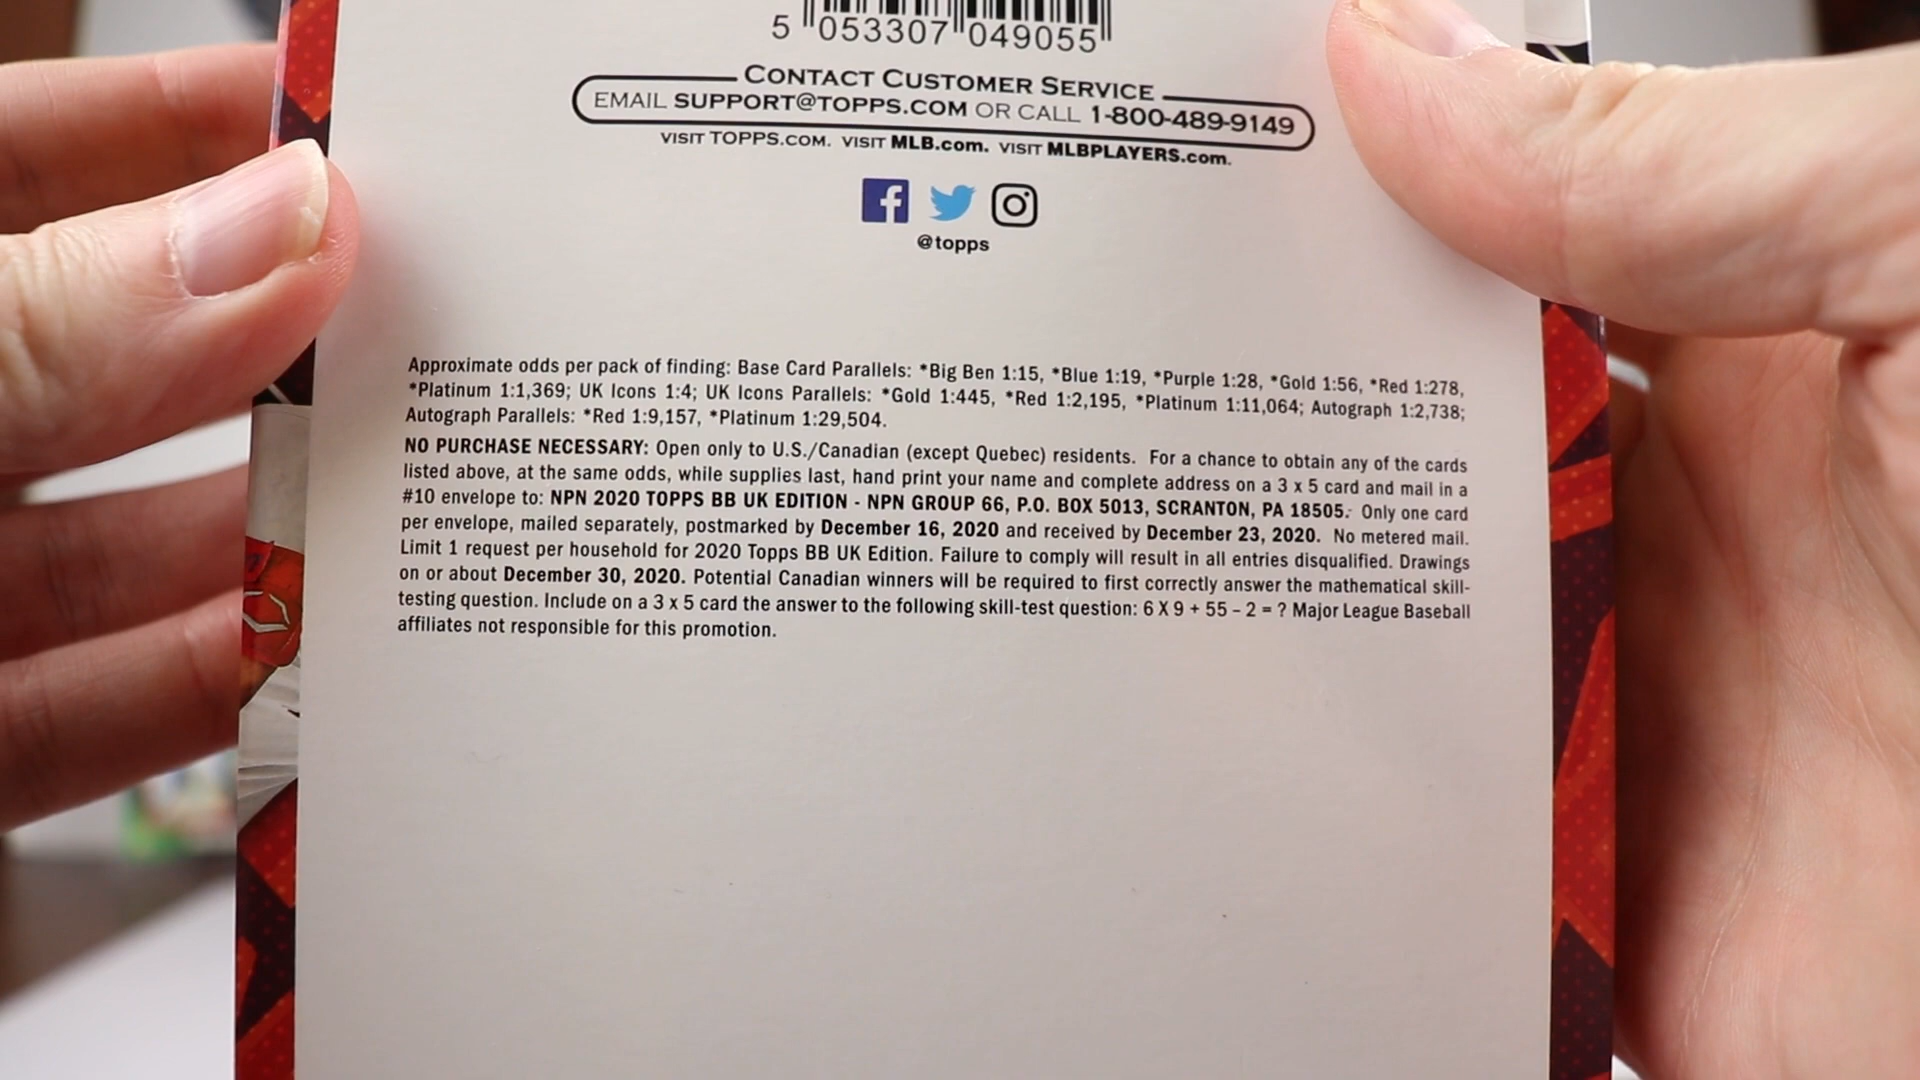 5 053307 049055
CONTACT CUSTOMER SERVICE
EMAIL SUPPORT@TOPPS.COM OR CALL 1-800-489-9149
VISIT TOPPS.COM. VISIT MLB.com. VISIT MLBPLAYERS.com.
@topps
Approximate odds per pack of finding: Base Card Parallels: *Big Ben 1:15, *Blue 1:19, *Purple 1:28, *Gold 1:56, *Red 1:278,
*Platinum 1:1,369; UK Icons 1:4; UK Icons Parallels: *Gold 1:445, *Red 1:2,195, *Platinum 1:11,064; Autograph 1:2,738;
Autograph Parallels: *Red 1:9,157, *Platinum 1:29,504.
NO PURCHASE NECESSARY: Open only to U.S./Canadian (except Quebec) residents. For a chance to obtain any of the cards
listed above, at the same odds, while supplies last, hand print your name and complete address on a 3 x 5 card and mail in a
#10 envelope to: NPN 2020 TOPPS BB UK EDITION - NPN GROUP 66, P.O. BOX 5013, SCRANTON, PA 18505. Only one card
per envelope, mailed separately, postmarked by December 16, 2020 and received by December 23, 2020. No metered mail.
Limit 1 request per household for 2020 Topps BB UK Edition. Failure to comply will result in all entries disqualified. Drawings
on or about December 30, 2020. Potential Canadian winners will be required to first correctly answer the mathematical skill-
testing question. Include on a 3 x 5 card the answer to the following skill-test question: 6 X 9 + 55 – 2 = ? Major League Baseball
affiliates not responsible for this promotion.